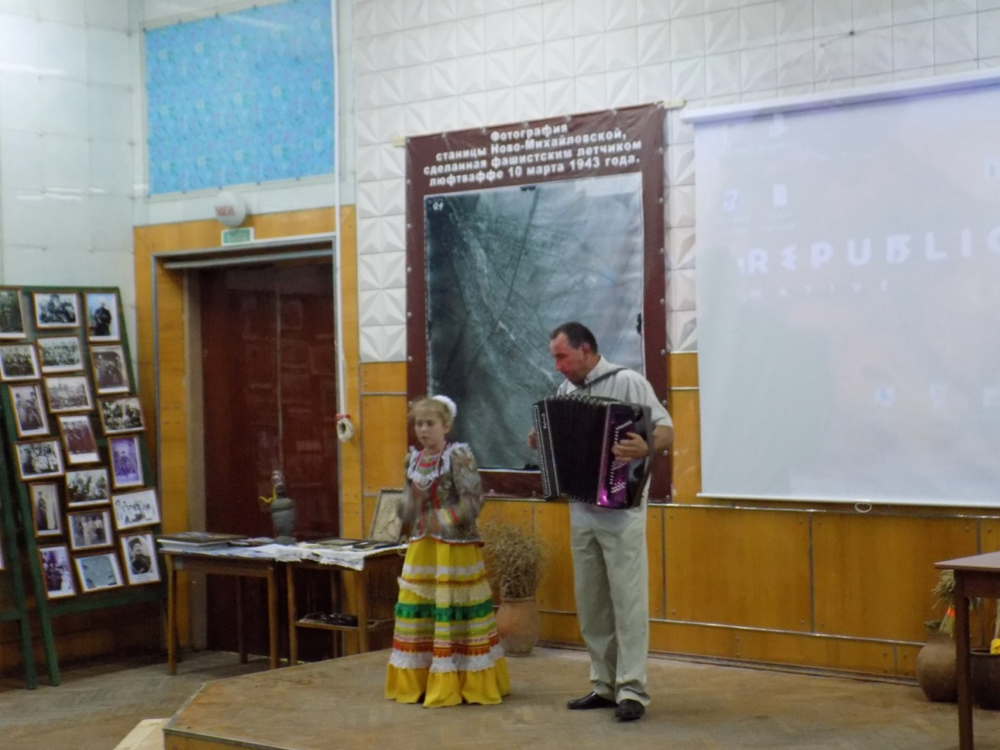 Фотография
станицы Ново-Михайловской,
сделанная фашистским летчиком
люфтваффе 10 марта 1943 года.
REPUBLIC